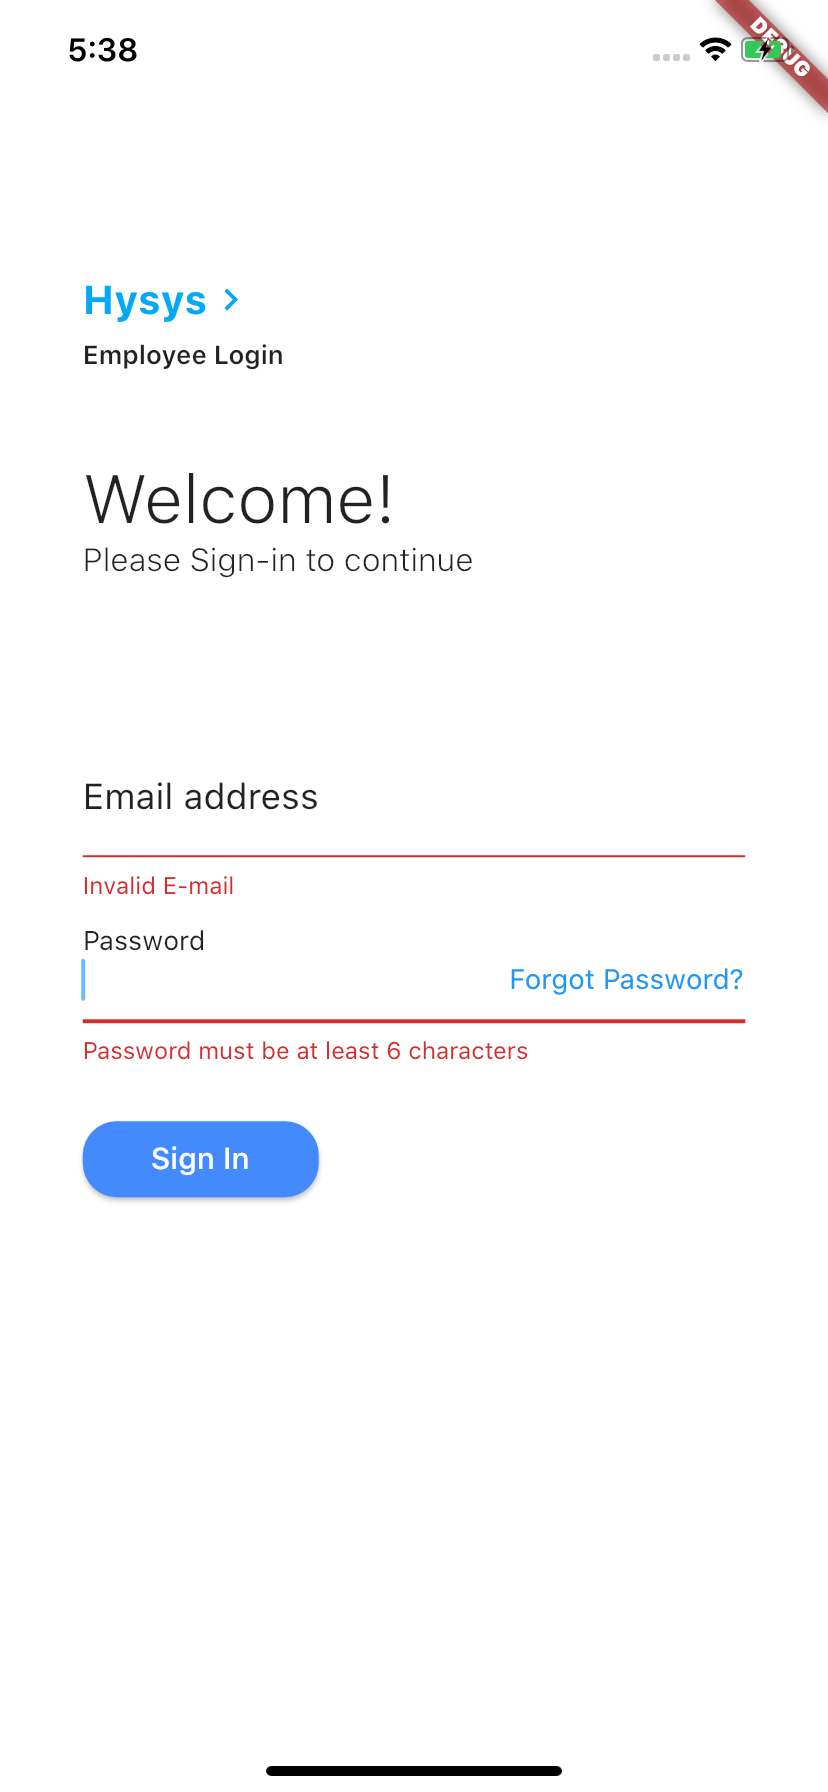 5:38
DEBUG
Hysys
Employee Login
Welcome!
Please Sign-in to continue
Email address
Invalid E-mail
Password
Forgot Password?
Password must be at least 6 characters
Sign In